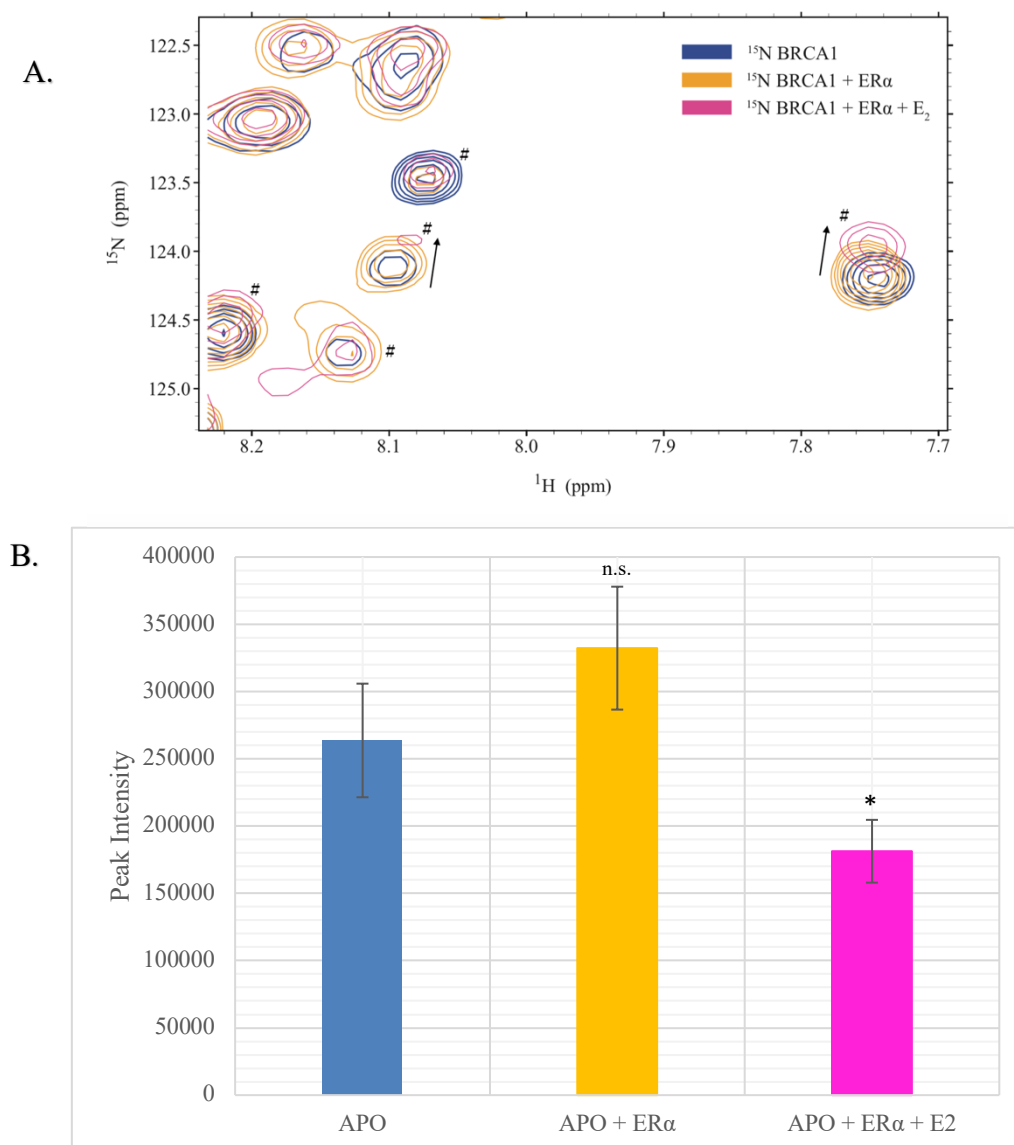 A.
122.5
123.0
123.5
124.0
124.5
125.0
¹⁵N (ppm)
¹⁵N BRCA1
¹⁵N BRCA1 + ERα
¹⁵N BRCA1 + ERα + E₂
#
#
#
#
#
8.2
8.1
8.0
7.9
7.8
7.7
¹H (ppm)
B.
400000
350000
300000
250000
200000
150000
100000
50000
0
Peak Intensity
n.s.
*
APO
APO + ERα
APO + ERα + E2